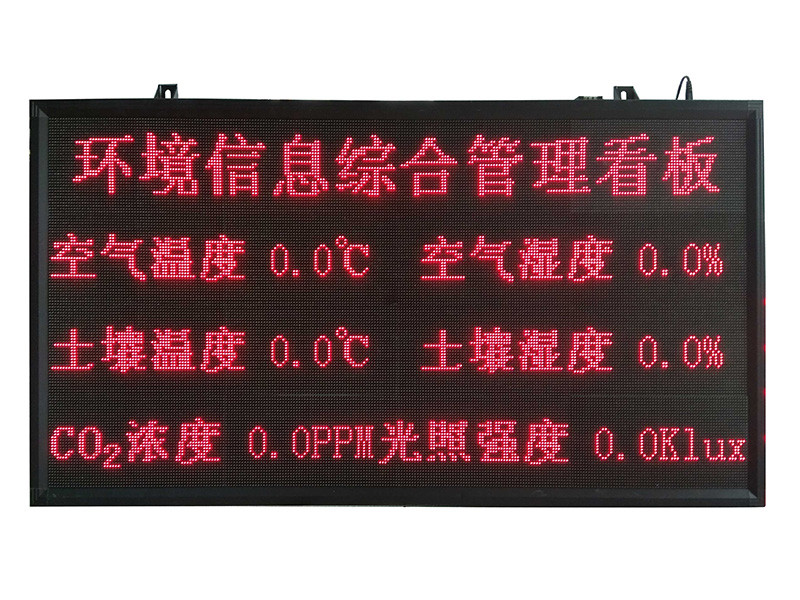 环境信息综合管理看板
空气温度 0.0℃ 空气湿度 0.0%
土壤温度 0.0℃ 土壤湿度 0.0%
CO₂浓度 0.0PPM光照强度 0.0Klux